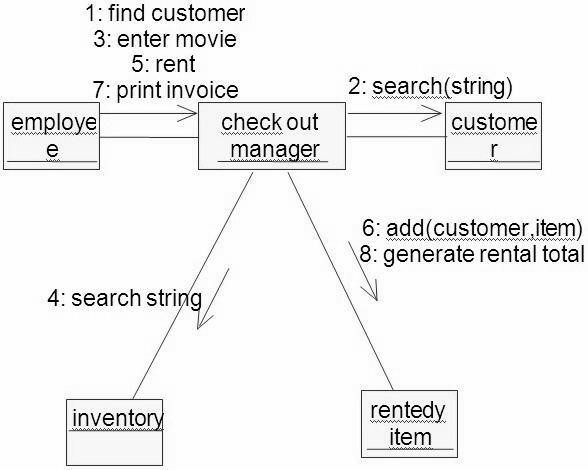 1: find customer
3: enter movie
5: rent
7: print invoice
2: search(string)
employe
e
check out
manager
custome
r
6: add(customer,item)
8: generate rental total
4: search string
inventory
rentedy
item